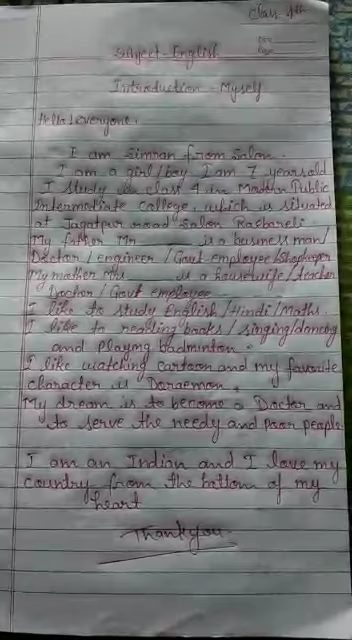 Class 4th
Subject - English
Introduction - Myself
Hello! everyone.
I am Simran from Salon.
I am a girl/boy. I am 7 years old
I study in class 4 in Modern Public
Intermediate College, which is situated
at Jagatpur road Salon Raebareli
My father Mr. is a business man/
Doctor / engineer / Govt employee/Shopkeeper
My mother Mrs. is a housewife/teacher
Doctor / Govt employee
I like to study English /Hindi/Maths.
I like to reading books / singing/dancing
and playing badminton.
I like watching cartoon and my favourite
character is Doraemon.
My dream is to become a Doctor and
to serve the needy and poor people
I am an Indian and I love my
country from the bottom of my
heart
Thankyou